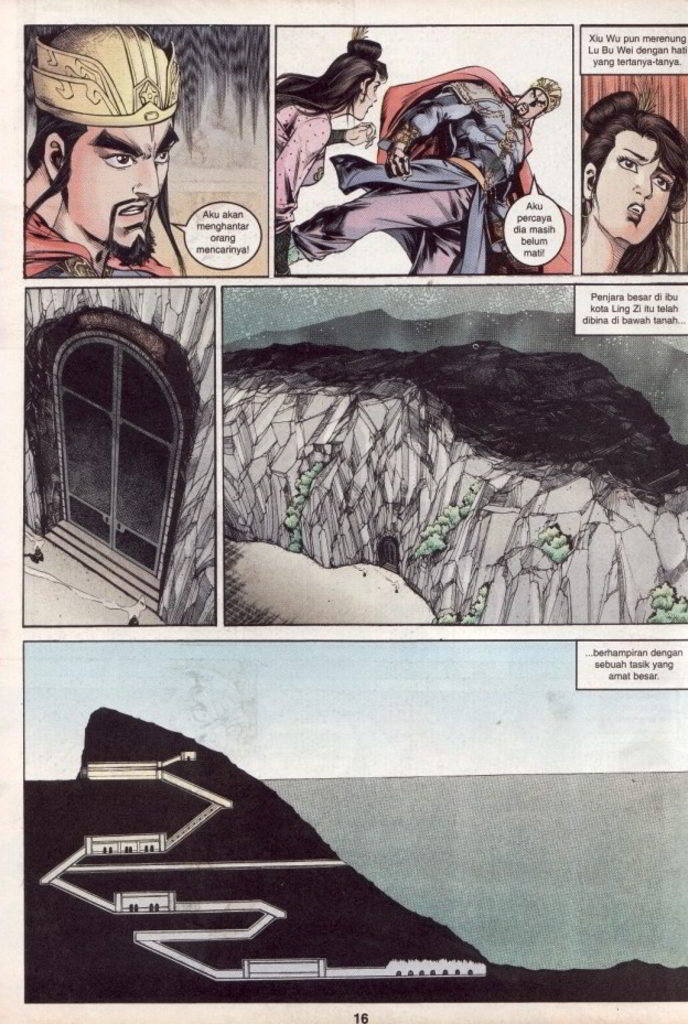 Aku akan
menghantar
orang
mencarinya!
Aku
percaya
dia masih
belum
mati!
Xiu Wu pun merenung
Lu Bu Wei dengan hati
yang tertanya-tanya.
Penjara besar di ibu
kota Ling Zi itu telah
dibina di bawah tanah...
...berhampiran dengan
sebuah tasik yang
amat besar.
16